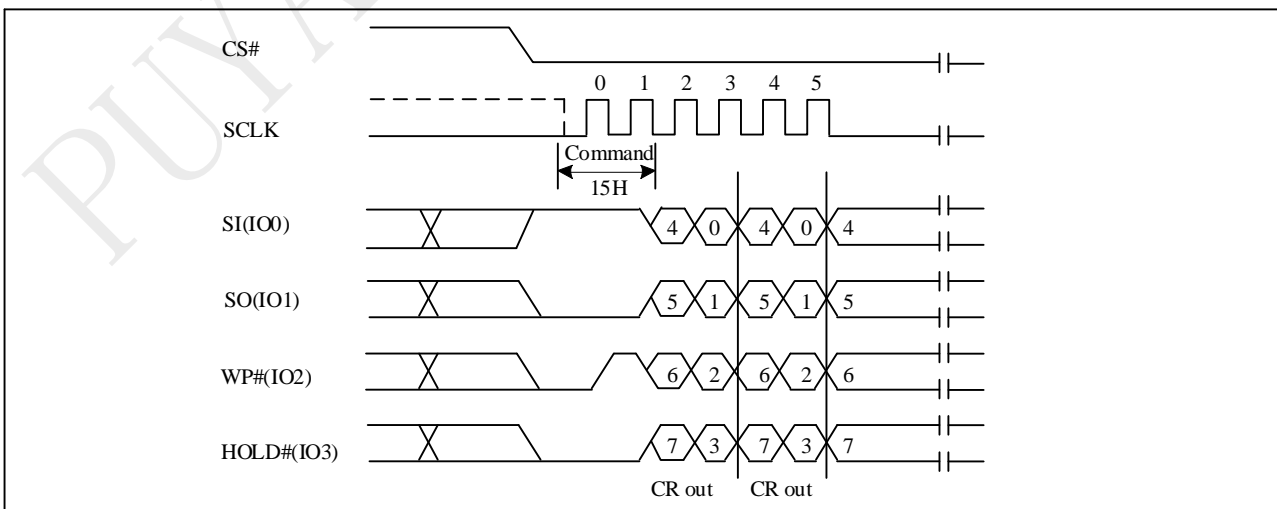 PUYA
CS#
0 1 2 3 4 5
SCLK
Command
15H
SI(IO0) 4 0 4 0 4
SO(IO1) 5 1 5 1 5
WP#(IO2) 6 2 6 2 6
HOLD#(IO3) 7 3 7 3 7
CR out CR out